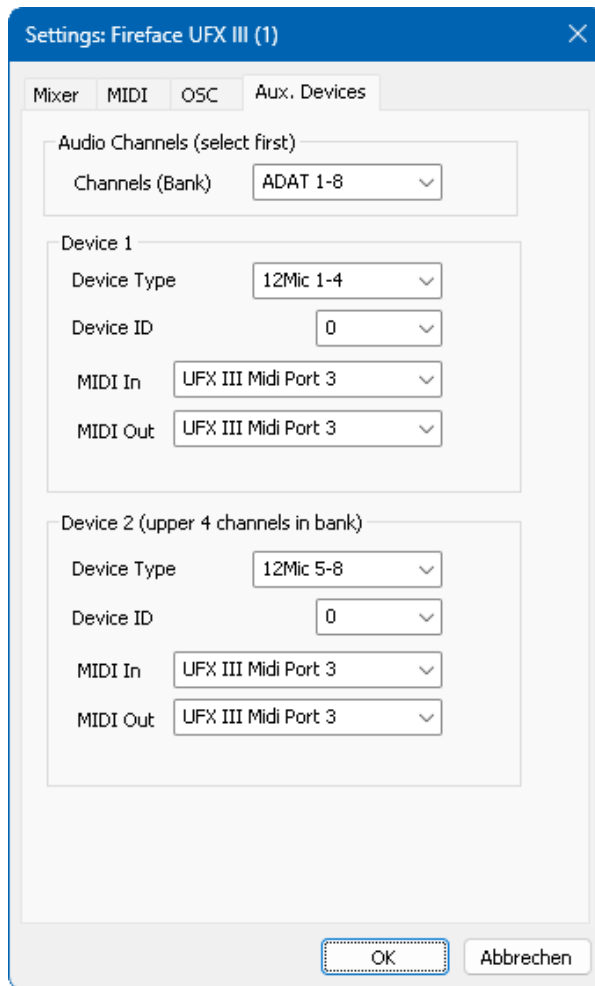 Settings: Fireface UFX III (1)
Mixer MIDI OSC Aux. Devices
Audio Channels (select first)
Channels (Bank) ADAT 1-8
Device 1
Device Type 12Mic 1-4
Device ID 0
MIDI In UFX III Midi Port 3
MIDI Out UFX III Midi Port 3
Device 2 (upper 4 channels in bank)
Device Type 12Mic 5-8
Device ID 0
MIDI In UFX III Midi Port 3
MIDI Out UFX III Midi Port 3
OK Abbrechen